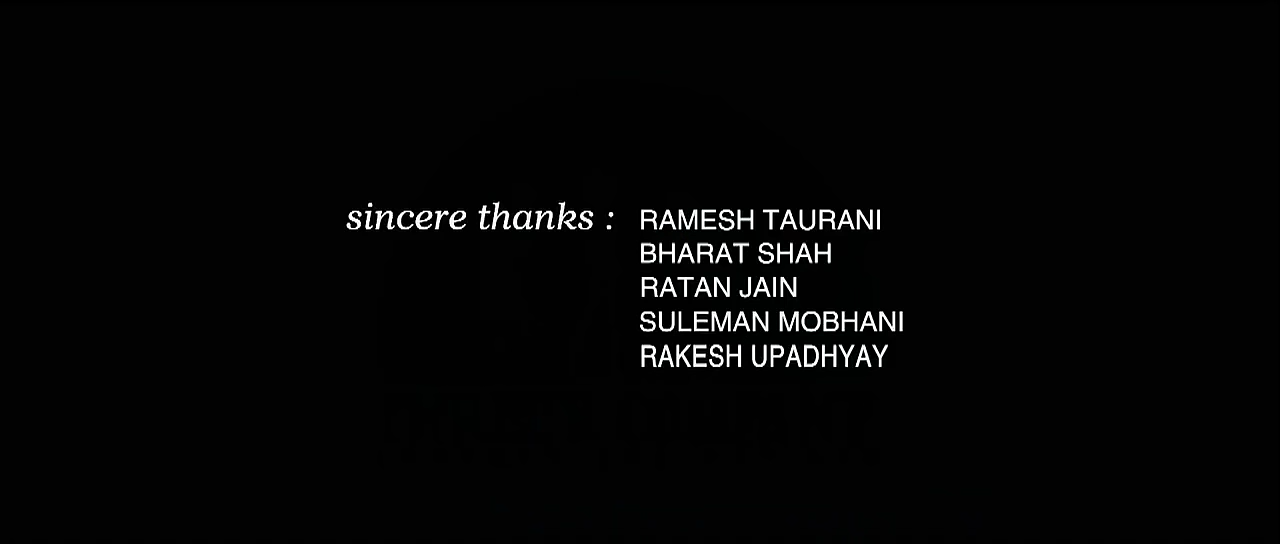 sincere thanks : RAMESH TAURANI
BHARAT SHAH
RATAN JAIN
SULEMAN MOBHANI
RAKESH UPADHYAY